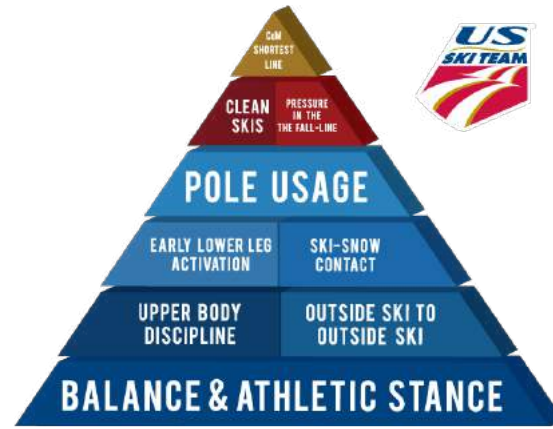 CoM
SHORTEST
LINE
US
SKI TEAM
CLEAN
SKIS
PRESSURE
IN THE
THE FALL-LINE
POLE USAGE
EARLY LOWER LEG
ACTIVATION
SKI-SNOW
CONTACT
UPPER BODY
DISCIPLINE
OUTSIDE SKI TO
OUTSIDE SKI
BALANCE & ATHLETIC STANCE